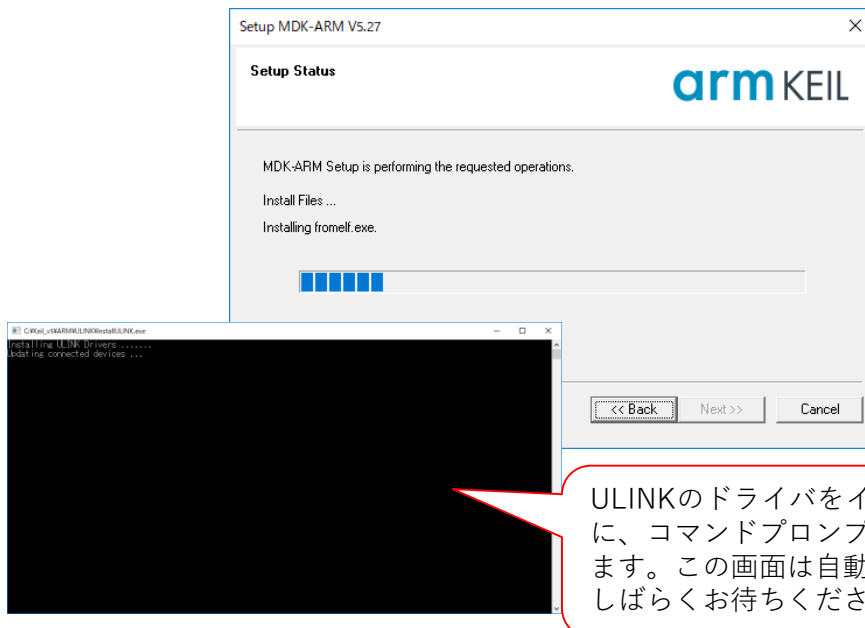 Setup MDK-ARM V5.27
Setup Status
arm KEIL
MDK-ARM Setup is performing the requested operations.
Install Files ...
Installing fromelf.exe.
C:¥Keil_v5¥ARM¥ULINK¥InstallULINK.exe
Installing ULINK Drivers .......
Updating connected devices ...
<< Back
Next >>
Cancel
ULINKのドライバをイ
に、コマンドプロンプ
ます。この画面は自動
しばらくお待ちくださ